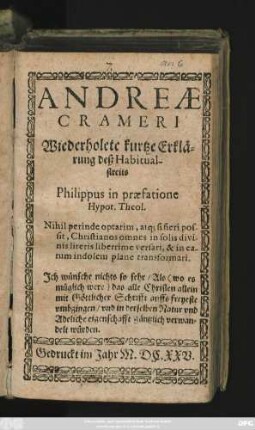 ANDREÆ
CRAMERI
Wiederholete kurtze Erklä-
rung deß Habitual-
streits
Philippus in præfatione
Hypot. Theol.
Nihil perinde optarim, atq; si fieri pos-
sit, Christianos omnes in solis divi-
nis literis liberrime versari, & in ea-
rum indolem plane transformari.
Ich wünsche nichts so sehr / Als (wo es
müglich were) das alle Christen allein
mit Göttlicher Schrifft auffs freyeste
umbgingen / und in derselben Natur vnd
Adeliche eigenschafft gäntzlich verwan-
delt würden.
Gedruckt im Jahr M. DC. XXV.